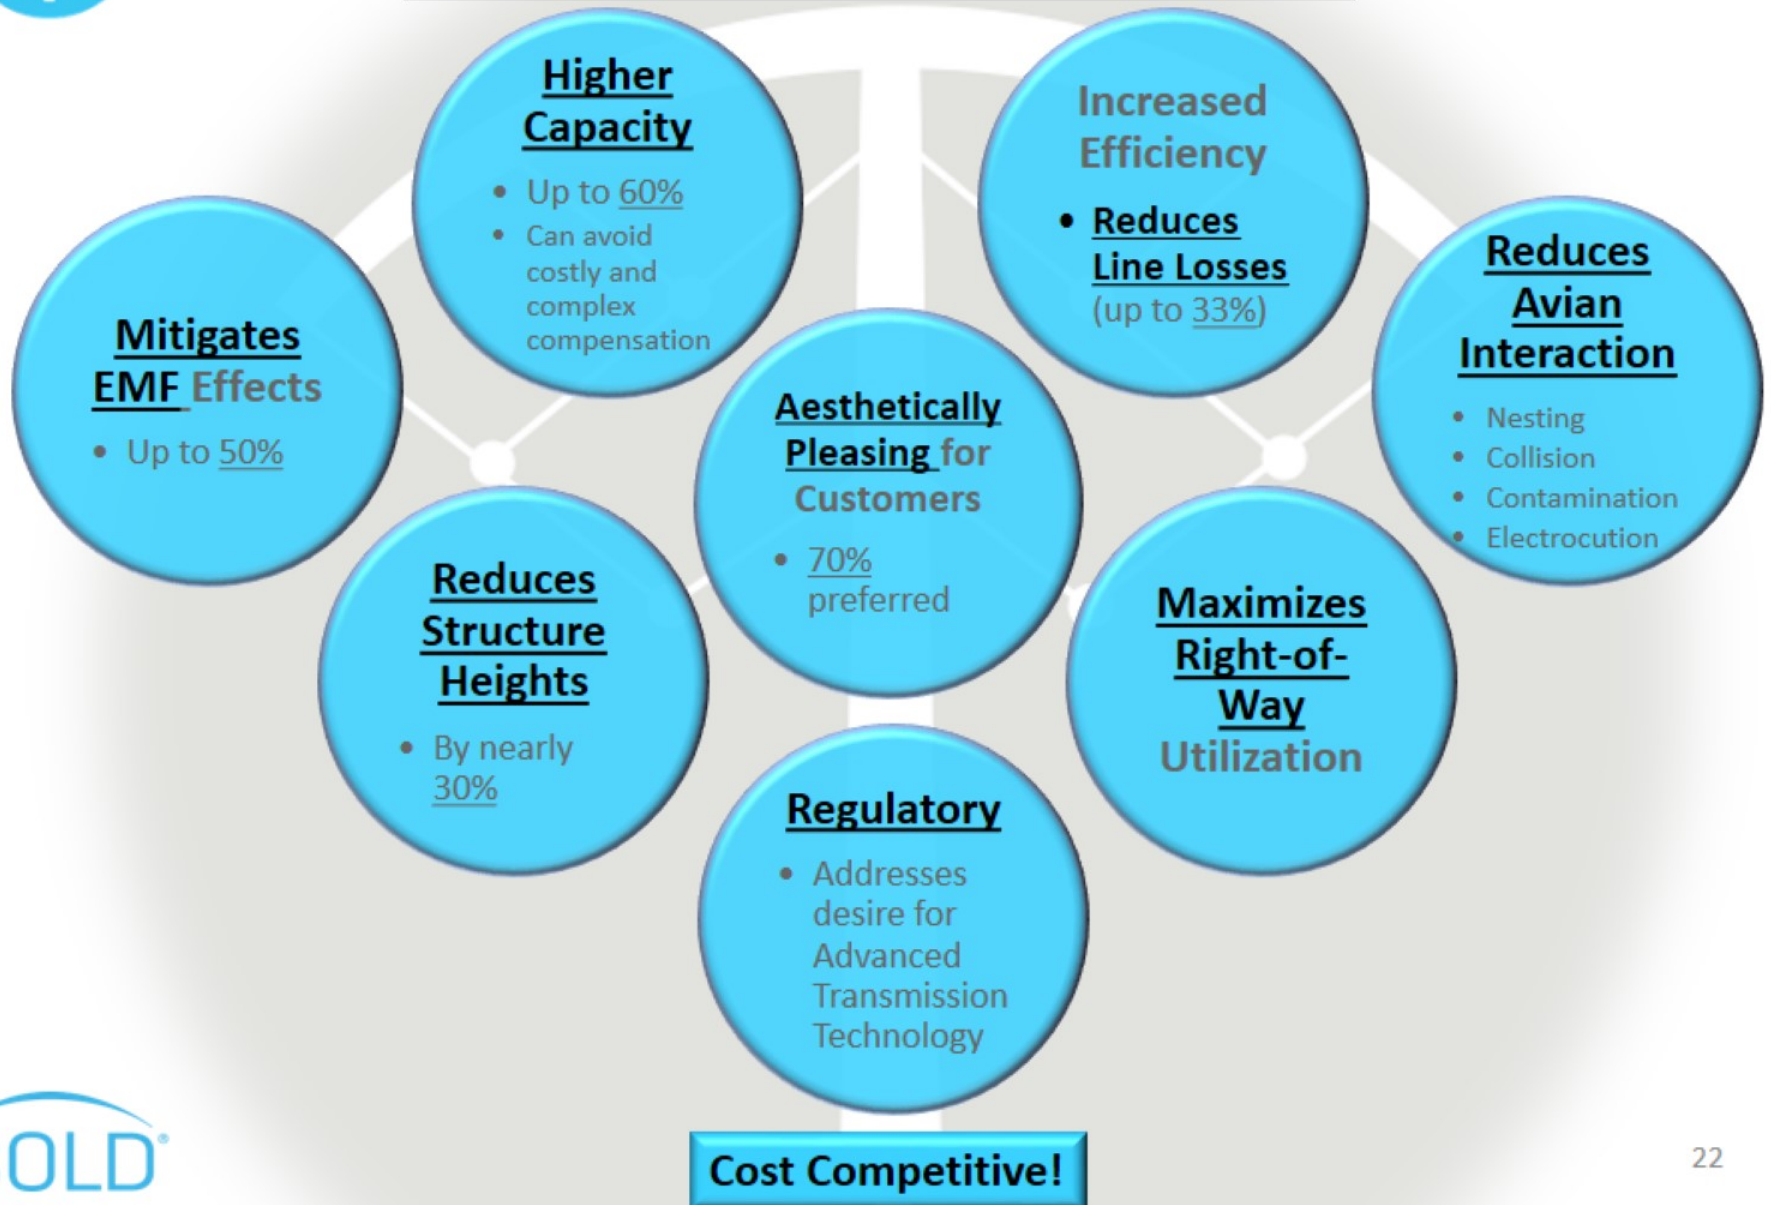 Higher
Capacity
• Up to 60%
• Can avoid
costly and
complex
compensation
Increased
Efficiency
• Reduces
Line Losses
(up to 33%)
Mitigates
EMF Effects
• Up to 50%
Aesthetically
Pleasing for
Customers
• 70%
preferred
Reduces
Avian
Interaction
• Nesting
• Collision
• Contamination
• Electrocution
Reduces
Structure
Heights
• By nearly
30%
Maximizes
Right-of-
Way
Utilization
Regulatory
• Addresses
desire for
Advanced
Transmission
Technology
OLD®
Cost Competitive!
22